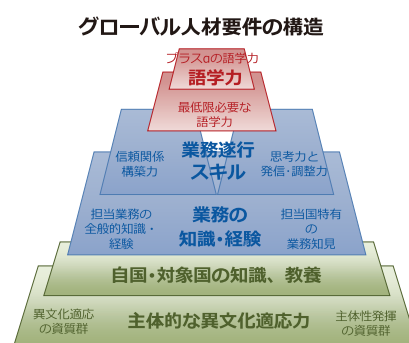 グローバル人材要件の構造
プラスαの語学力
語学力
最低限必要な
語学力
信頼関係
構築力
業務遂行
スキル
思考力と
発信・調整力
担当業務の
全般的知識・
経験
業務の
知識・経験
担当国特有
の
業務知見
自国・対象国の知識、教養
異文化適応
の資質群
主体的な異文化適応力
主体性発揮
の資質群